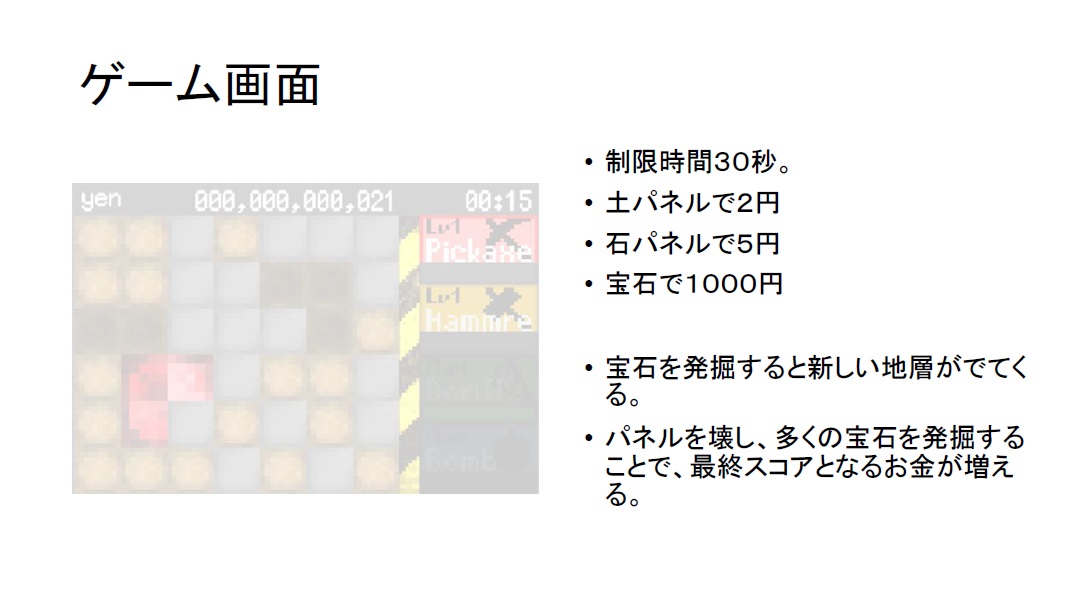 ゲーム画面
yen 000,000,000,021 00:15
Lv1
Pickaxe
Lv1
Hammre
Bomb
• 制限時間30秒。
• 土パネルで2円
• 石パネルで5円
• 宝石で1000円
• 宝石を発掘すると新しい地層がでてく
る。
• パネルを壊し、多くの宝石を発掘する
ことで、最終スコアとなるお金が増え
る。